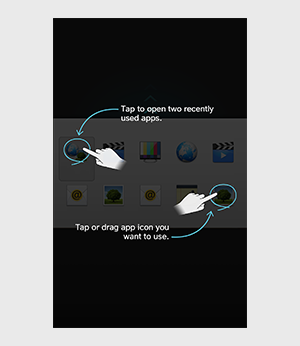 Tap to open two recently
used apps.
Tap or drag app icon you
want to use.